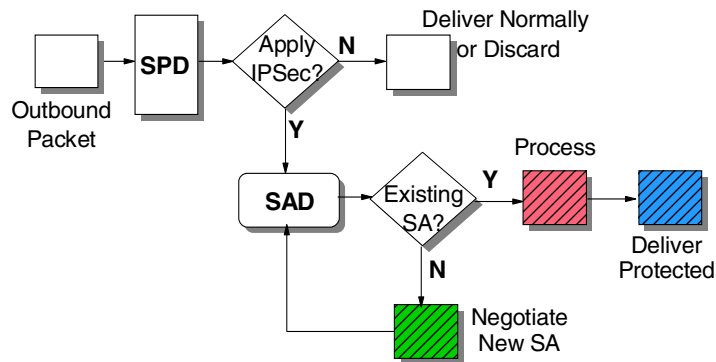 Outbound
Packet
SPD
Apply
IPSec?
N
Deliver Normally
or Discard
Y
SAD
Existing
SA?
Y
Process
Deliver
Protected
N
Negotiate
New SA